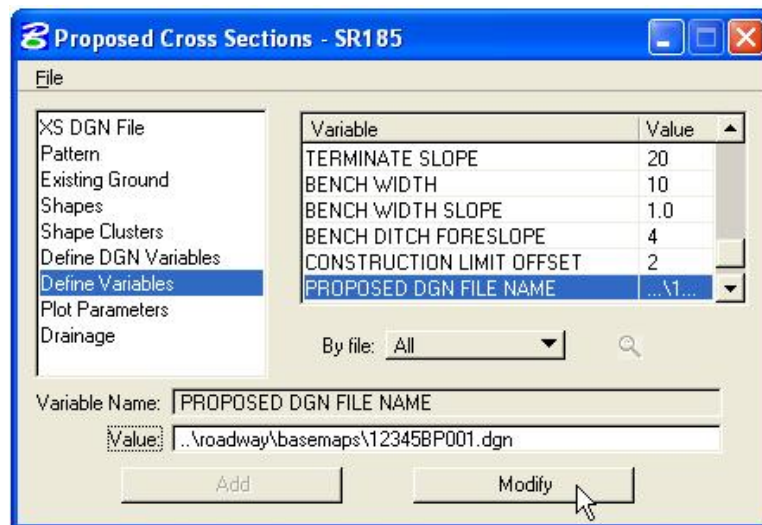 Proposed Cross Sections - SR185
File
XS DGN File
Pattern
Existing Ground
Shapes
Shape Clusters
Define DGN Variables
Define Variables
Plot Parameters
Drainage
Variable Value
TERMINATE SLOPE 20
BENCH WIDTH 10
BENCH WIDTH SLOPE 1.0
BENCH DITCH FORESLOPE 4
CONSTRUCTION LIMIT OFFSET 2
PROPOSED DGN FILE NAME ...\1...
By file: All
Variable Name: PROPOSED DGN FILE NAME
Value: ..\roadway\basemaps\12345BP001.dgn
Add Modify